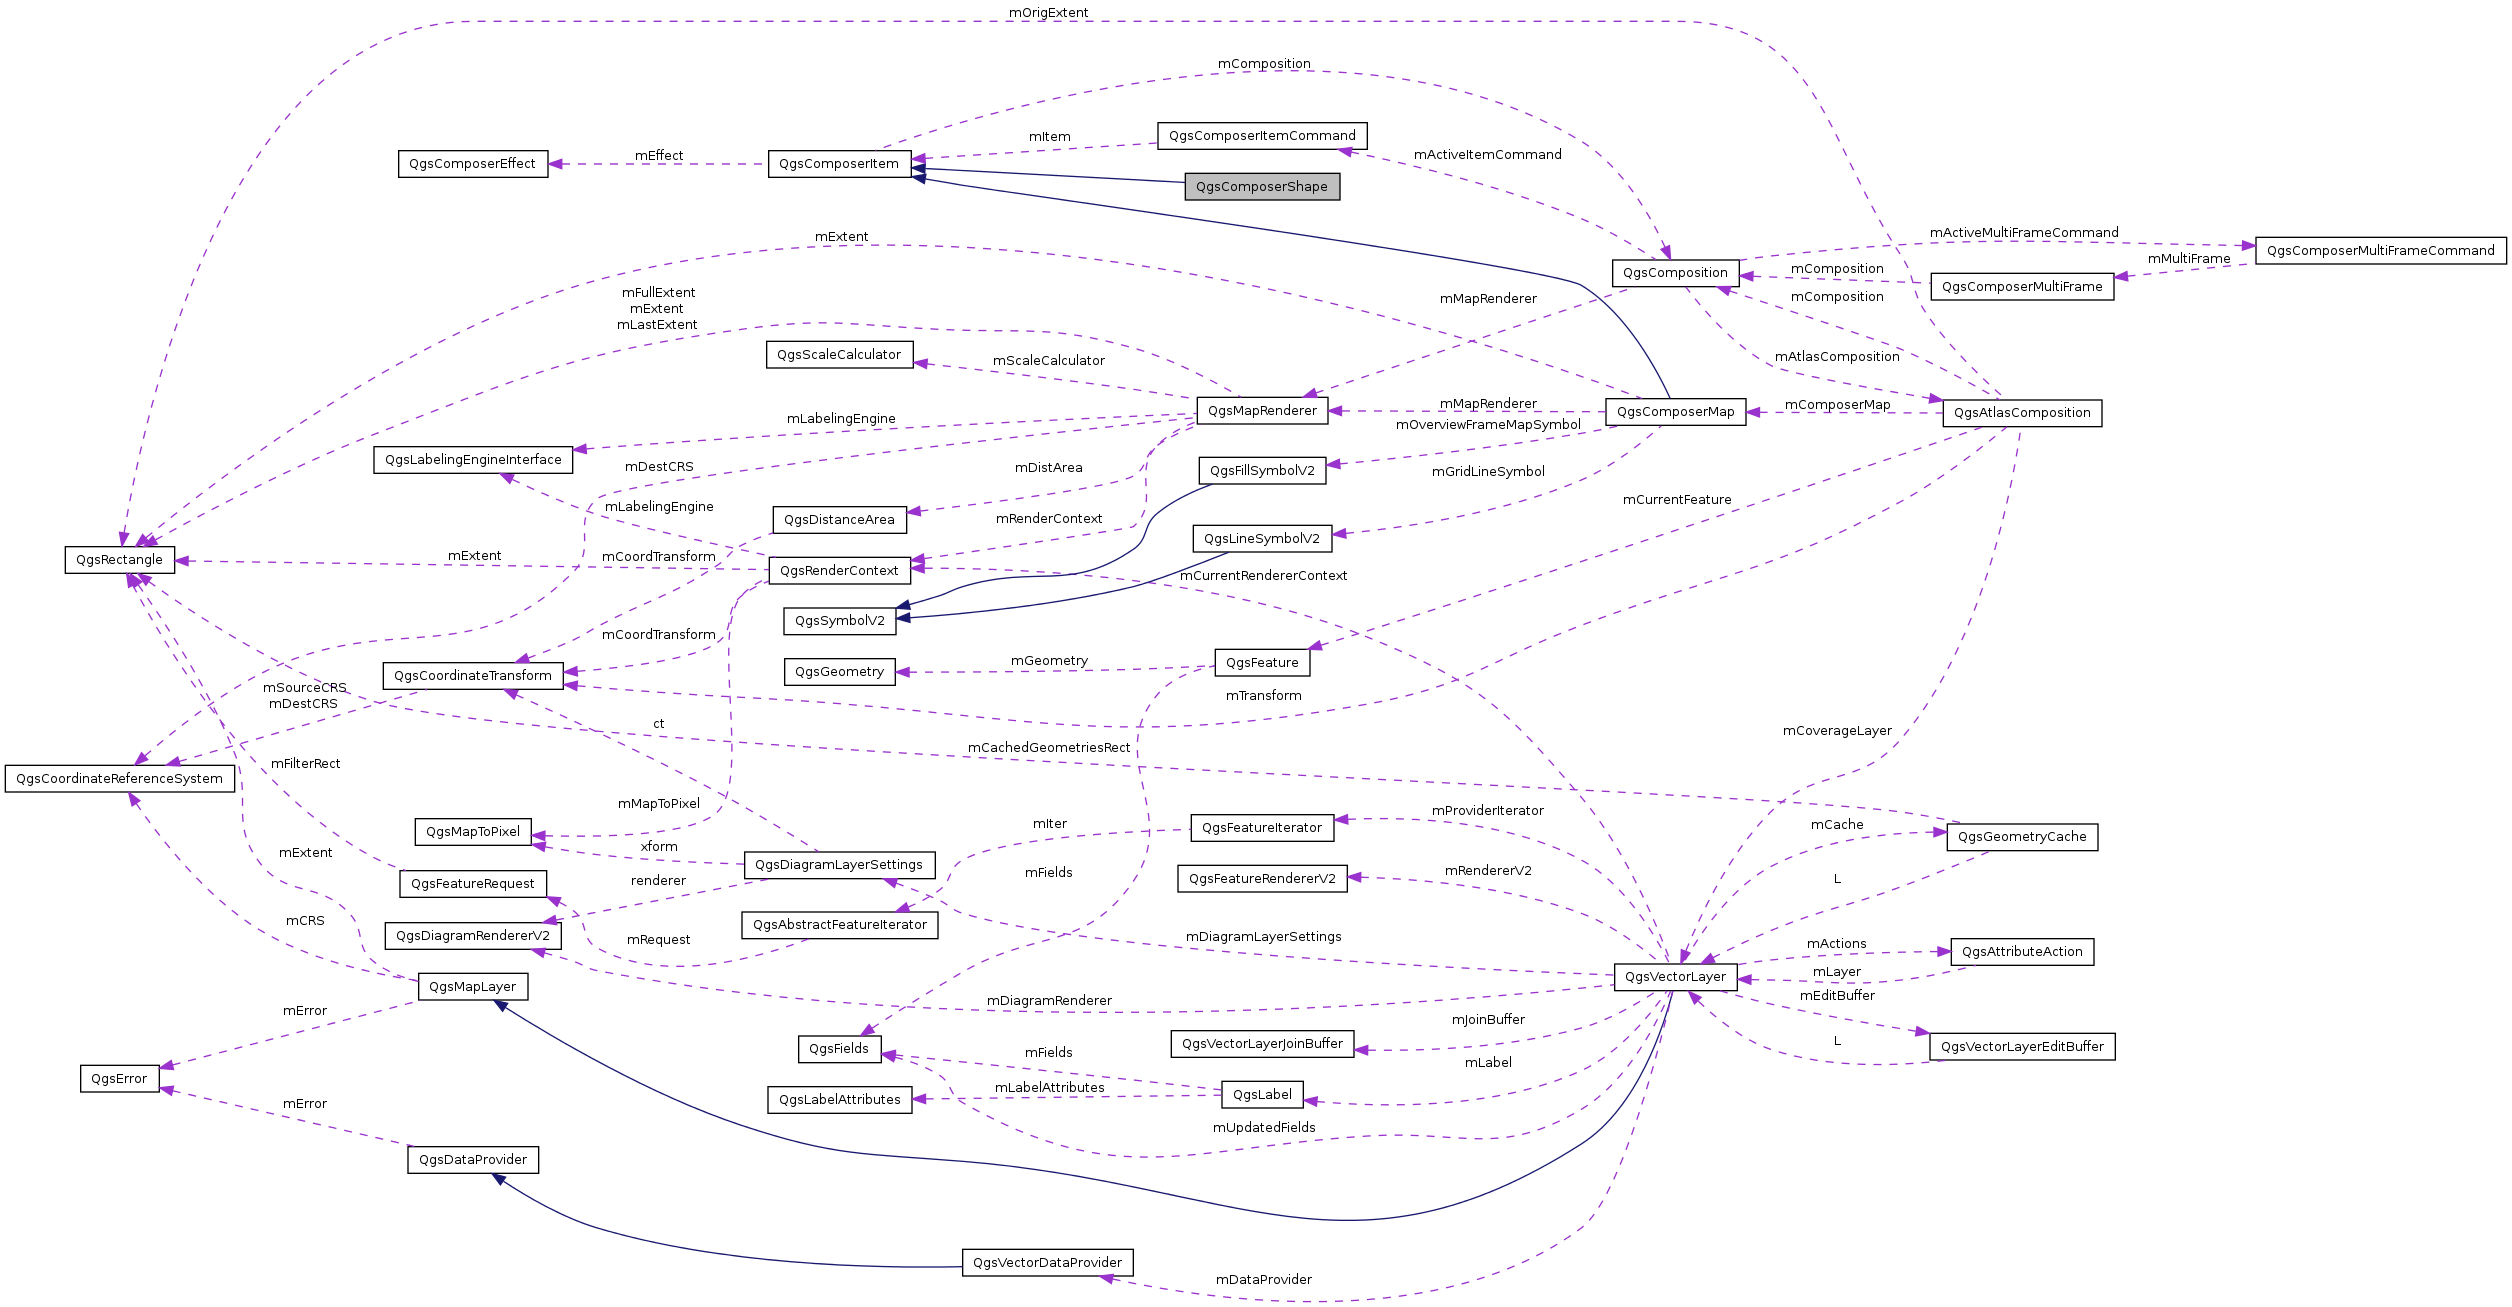 mOrigExtent
mComposition
QgsComposerItemCommand
mItem
mActiveItemCommand
mEffect
QgsComposerEffect
QgsComposerItem
QgsComposerShape
mExtent
mActiveMultiFrameCommand
QgsComposerMultiFrameCommand
mMultiFrame
QgsComposition
mComposition
QgsComposerMultiFrame
mComposition
mFullExtent
mExtent
mLastExtent
mMapRenderer
QgsScaleCalculator
mScaleCalculator
mAtlasComposition
QgsMapRenderer
mMapRenderer
QgsComposerMap
mComposerMap
QgsAtlasComposition
mLabelingEngine
mOverviewFrameMapSymbol
QgsLabelingEngineInterface
mDestCRS
mDistArea
QgsFillSymbolV2
mGridLineSymbol
mLabelingEngine
QgsDistanceArea
mRenderContext
mCurrentFeature
QgsLineSymbolV2
QgsRectangle
mExtent
mCoordTransform
QgsRenderContext
mCurrentRendererContext
QgsSymbolV2
mCoordTransform
QgsCoordinateTransform
QgsGeometry
mGeometry
QgsFeature
mSourceCRS
mDestCRS
mTransform
ct
mCoverageLayer
mCachedGeometriesRect
QgsCoordinateReferenceSystem
mFilterRect
mMapToPixel
mProviderIterator
QgsMapToPixel
mIter
QgsFeatureIterator
mCache
QgsGeometryCache
mExtent
xform
QgsDiagramLayerSettings
QgsFeatureRequest
renderer
mFields
QgsFeatureRendererV2
mRendererV2
L
mCRS
QgsDiagramRendererV2
mRequest
QgsAbstractFeatureIterator
mDiagramLayerSettings
mActions
QgsAttributeAction
mLayer
QgsMapLayer
QgsVectorLayer
mError
mDiagramRenderer
mEditBuffer
mJoinBuffer
QgsFields
QgsVectorLayerJoinBuffer
L
QgsVectorLayerEditBuffer
mFields
mLabel
QgsError
mLabelAttributes
QgsLabelAttributes
QgsLabel
mError
mUpdatedFields
QgsDataProvider
QgsVectorDataProvider
mDataProvider